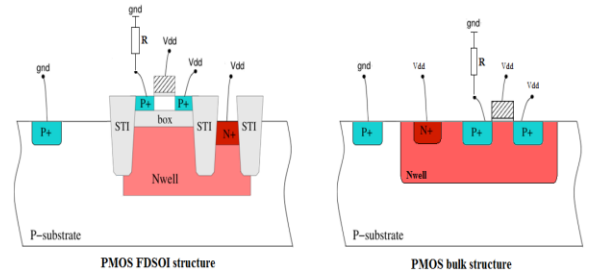 gnd
R
Vdd
gnd
Vdd
Vdd
P+
P+
P+
STI
box
STI
N+
STI
Nwell
P-substrate
PMOS FDSOI structure
gnd
gnd
Vdd
R
Vdd
Vdd
P+
N+
P+
P+
Nwell
P-substrate
PMOS bulk structure